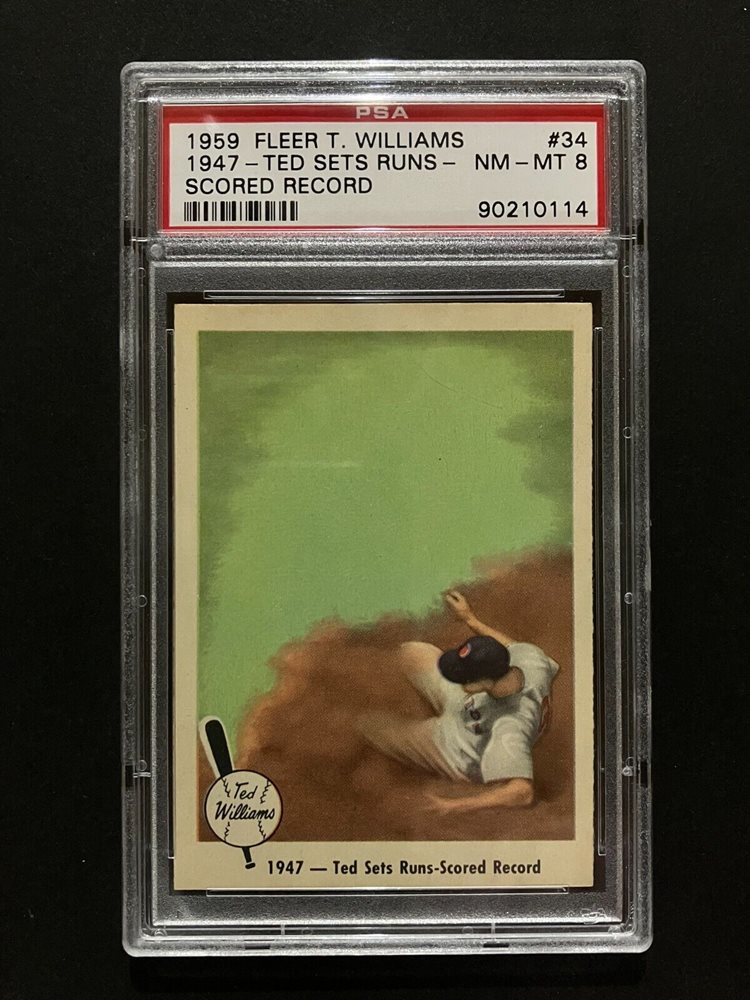 PSA
1959 FLEER T. WILLIAMS #34
1947-TED SETS RUNS- NM-MT 8
SCORED RECORD
90210114
Ted
Williams
1947 — Ted Sets Runs-Scored Record